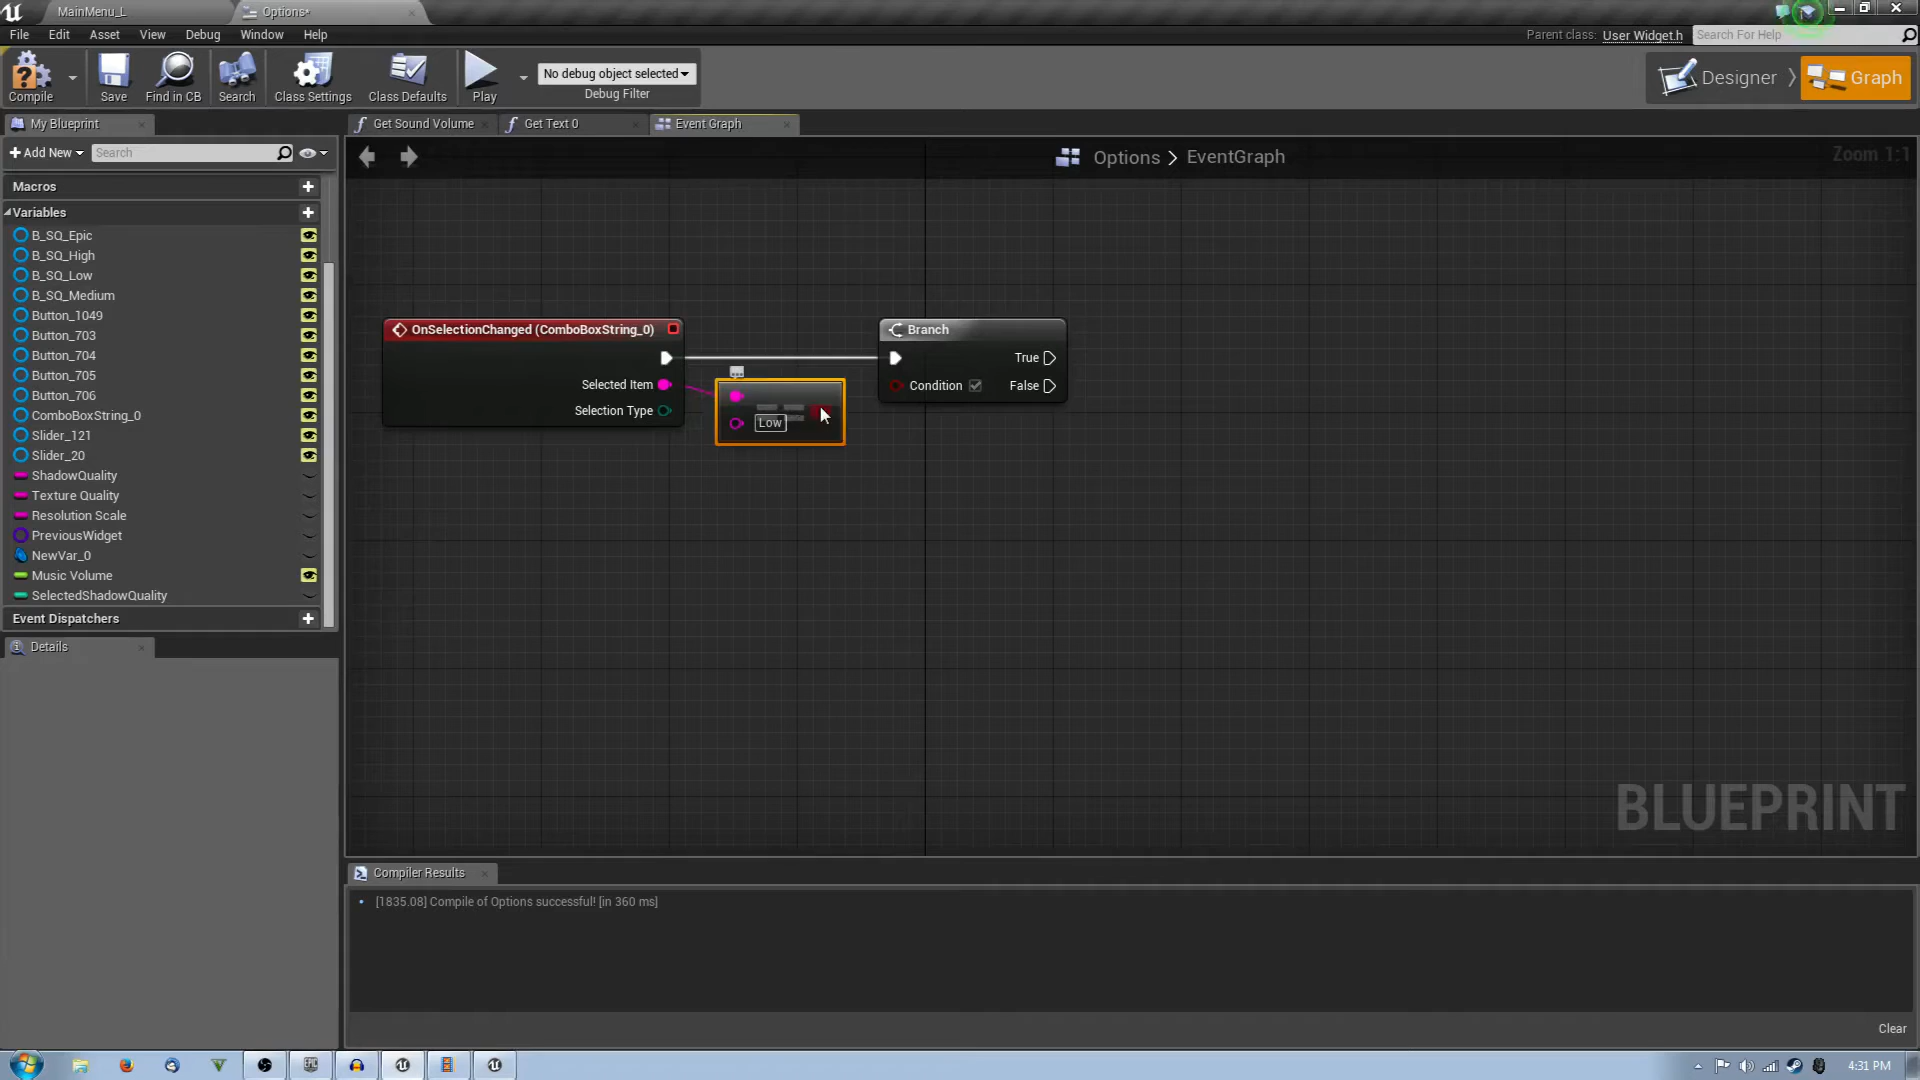 MainMenu_L
Options*
File Edit Asset View Debug Window Help
Parent class: User Widget.h
Search For Help
Compile
Save
Find in CB
Search
Class Settings
Class Defaults
Play
No debug object selected
Debug Filter
Designer
Graph
My Blueprint
Get Sound Volume
Get Text 0
Event Graph
Add New
Search
Options > EventGraph
Zoom 1:1
Macros
Variables
B_SQ_Epic
B_SQ_High
B_SQ_Low
B_SQ_Medium
Button_1049
Button_703
Button_704
Button_705
Button_706
ComboBoxString_0
Slider_121
Slider_20
ShadowQuality
Texture Quality
Resolution Scale
PreviousWidget
NewVar_0
Music Volume
SelectedShadowQuality
Event Dispatchers
Details
OnSelectionChanged (ComboBoxString_0)
Selected Item
Selection Type
Low
Branch
True
Condition
False
BLUEPRINT
Compiler Results
[1835.08] Compile of Options successful! [in 360 ms]
Clear
EPIC
4:31 PM